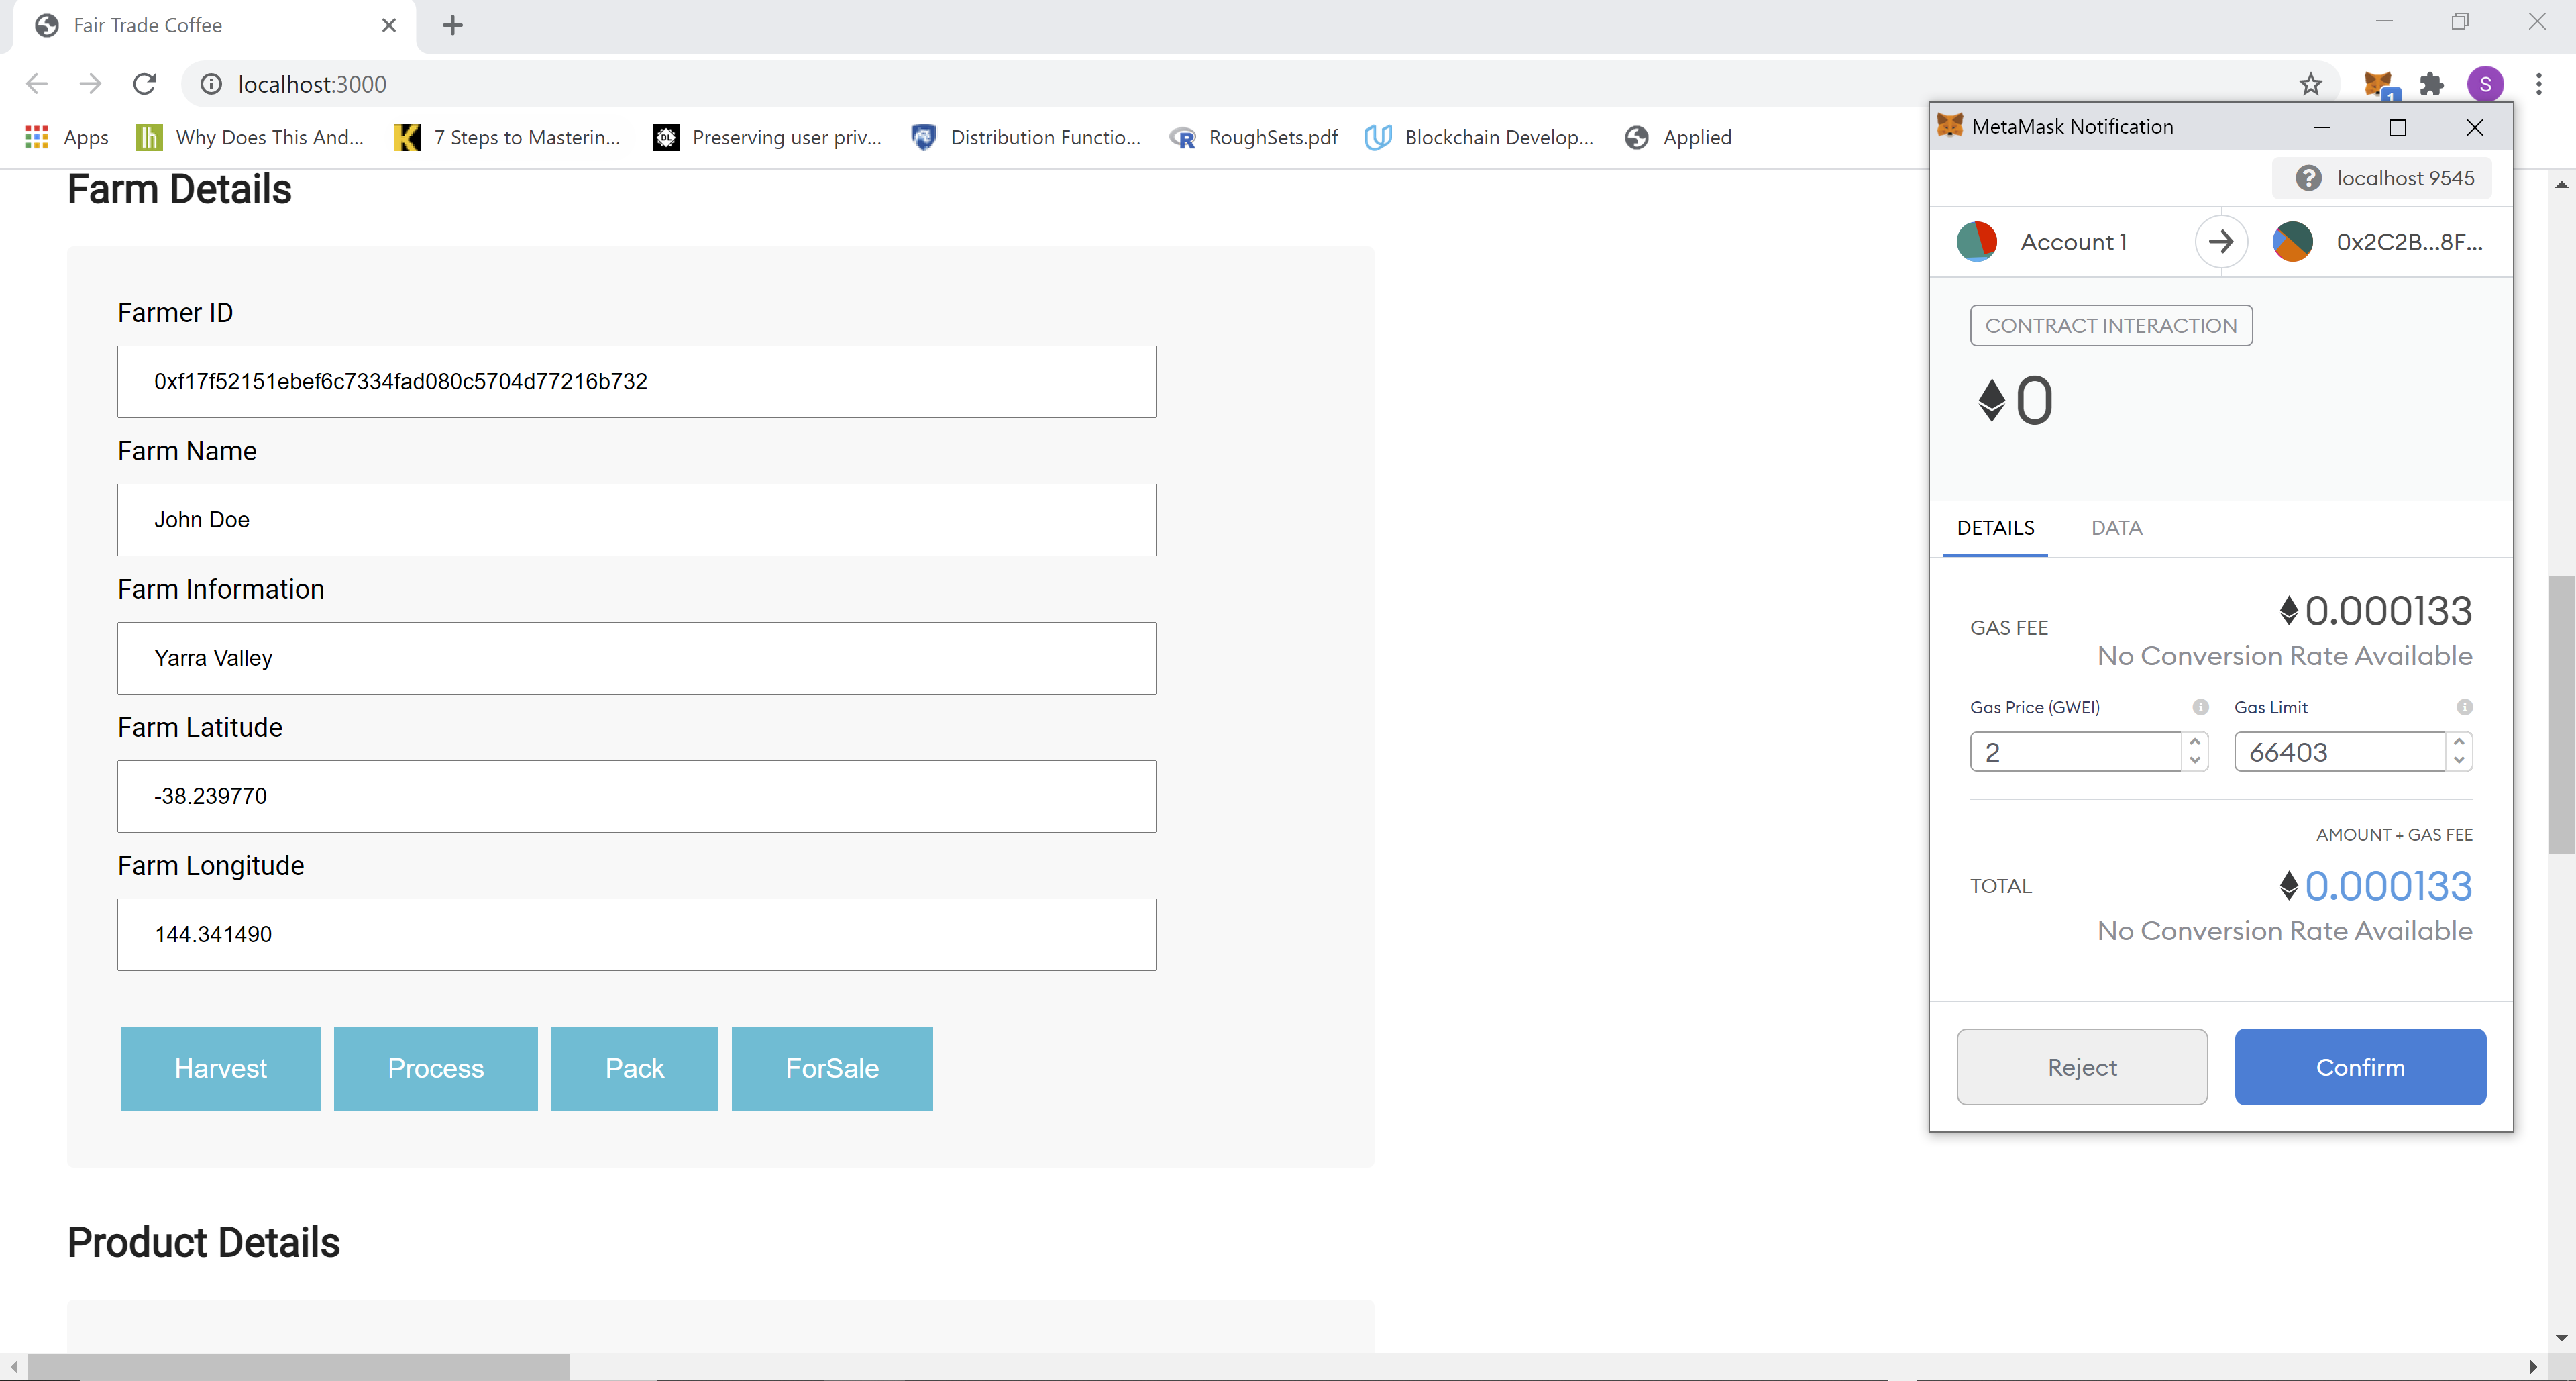 Fair Trade Coffee
localhost:3000
S
1
Apps
Why Does This And...
7 Steps to Masterin...
Preserving user priv...
Distribution Functio...
RoughSets.pdf
Blockchain Develop...
Applied
Farm Details
Farmer ID
0xf17f52151ebef6c7334fad080c5704d77216b732
Farm Name
John Doe
Farm Information
Yarra Valley
Farm Latitude
-38.239770
Farm Longitude
144.341490
Harvest
Process
Pack
ForSale
Product Details
MetaMask Notification
localhost 9545
Account 1
0x2C2B...8F...
CONTRACT INTERACTION
0
DETAILS
DATA
GAS FEE
0.000133
No Conversion Rate Available
Gas Price (GWEI)
Gas Limit
2
66403
AMOUNT + GAS FEE
TOTAL
0.000133
No Conversion Rate Available
Reject
Confirm